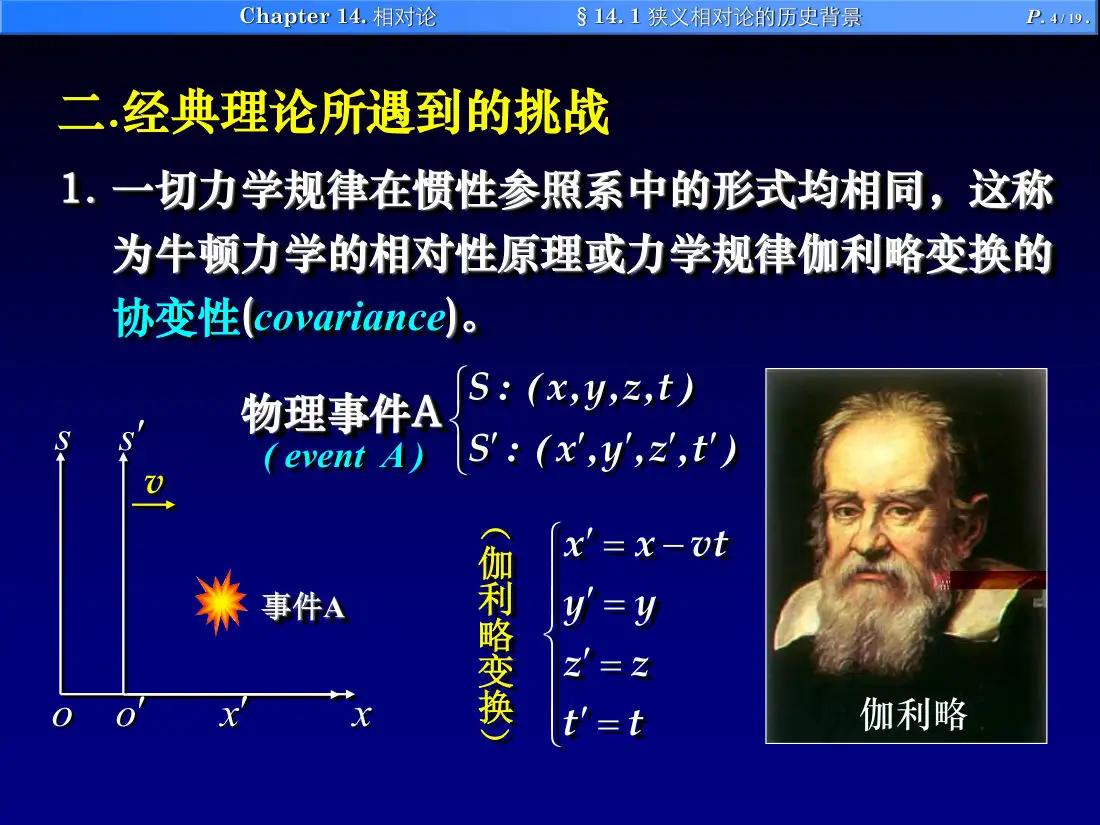 Chapter 14. 相对论 § 14. 1 狭义相对论的历史背景 P. 4 / 19 .
二.经典理论所遇到的挑战
1. 一切力学规律在惯性参照系中的形式均相同，这称
为牛顿力学的相对性原理或力学规律伽利略变换的
协变性(covariance)。
物理事件A
(event A)
S : (x,y,z,t)
S′ : (x′,y′,z′,t′)
s s′
v
事件A
o o′ x′ x
(伽利略变换)
x′ = x − vt
y′ = y
z′ = z
t′ = t
伽利略